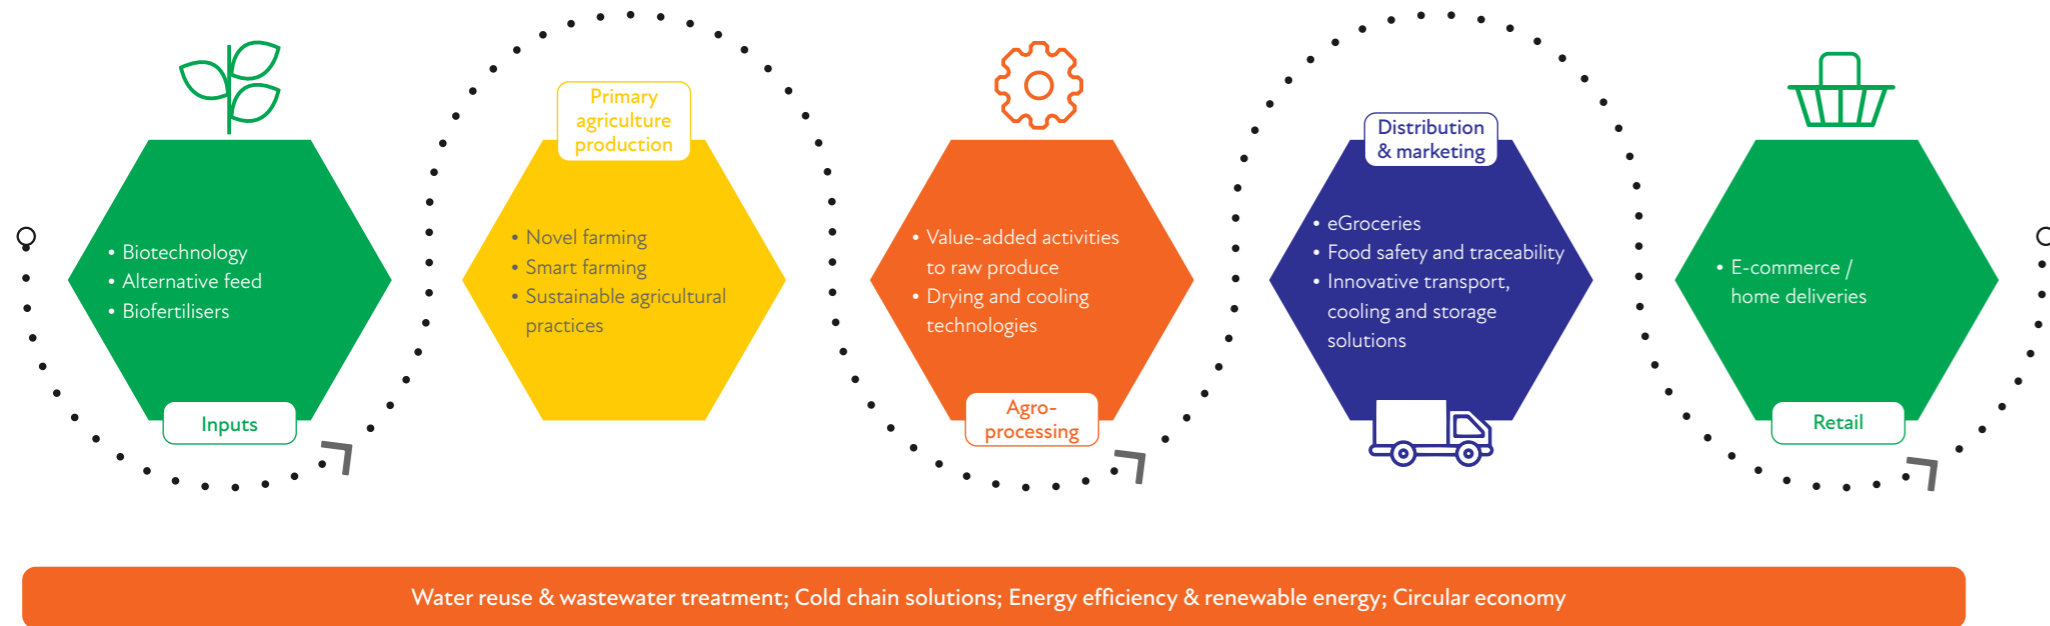 • Biotechnology
• Alternative feed
• Biofertilisers
Inputs
Primary
agriculture
production
• Novel farming
• Smart farming
• Sustainable agricultural
practices
• Value-added activities
to raw produce
• Drying and cooling
technologies
Agro-
processing
Distribution
& marketing
• eGroceries
• Food safety and traceability
• Innovative transport,
cooling and storage
solutions
• E-commerce /
home deliveries
Retail
Water reuse & wastewater treatment; Cold chain solutions; Energy efficiency & renewable energy; Circular economy